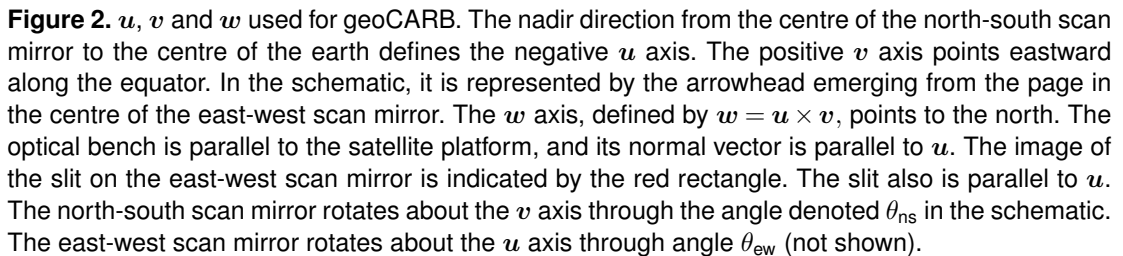 Figure 2. u, v and w used for geoCARB. The nadir direction from the centre of the north-south scan
mirror to the centre of the earth defines the negative u axis. The positive v axis points eastward
along the equator. In the schematic, it is represented by the arrowhead emerging from the page in
the centre of the east-west scan mirror. The w axis, defined by w = u × v, points to the north. The
optical bench is parallel to the satellite platform, and its normal vector is parallel to u. The image of
the slit on the east-west scan mirror is indicated by the red rectangle. The slit also is parallel to u.
The north-south scan mirror rotates about the v axis through the angle denoted θns in the schematic.
The east-west scan mirror rotates about the u axis through angle θew (not shown).